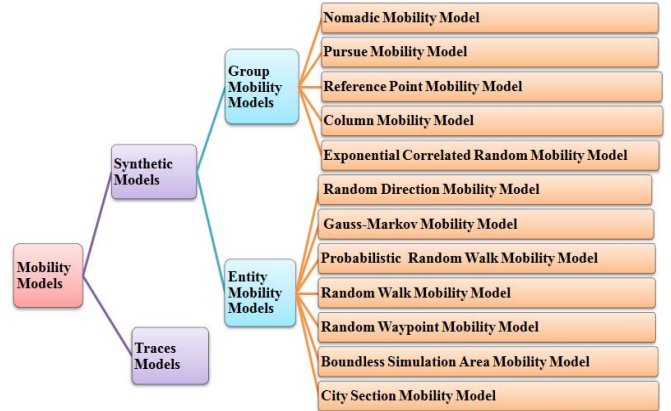 Mobility
Models
Synthetic
Models
Traces
Models
Group
Mobility
Models
Entity
Mobility
Models
Nomadic Mobility Model
Pursue Mobility Model
Reference Point Mobility Model
Column Mobility Model
Exponential Correlated Random Mobility Model
Random Direction Mobility Model
Gauss-Markov Mobility Model
Probabilistic Random Walk Mobility Model
Random Walk Mobility Model
Random Waypoint Mobility Model
Boundless Simulation Area Mobility Model
City Section Mobility Model